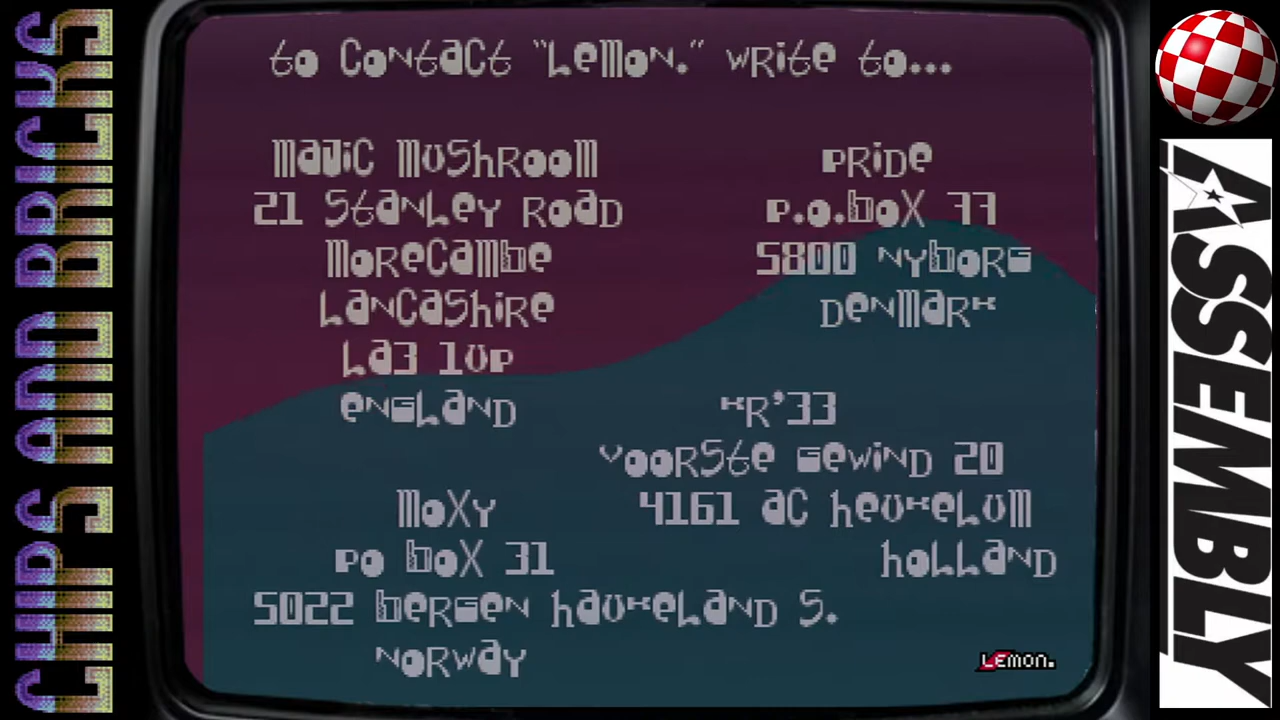 CHIPS AND BRICKS
to contact "Lemon." write to...
Magic Mushroom
21 Stanley Road
Morecambe
Lancashire
LA3 1UP
England
Pride
P.O.Box 77
5800 Nyborg
Denmark
KR'33
Voorste Gewind 20
4161 AC Heukelum
Holland
Moxy
PO Box 31
5022 Bergen Haukeland S.
Norway
LEMON.
ASSEMBLY